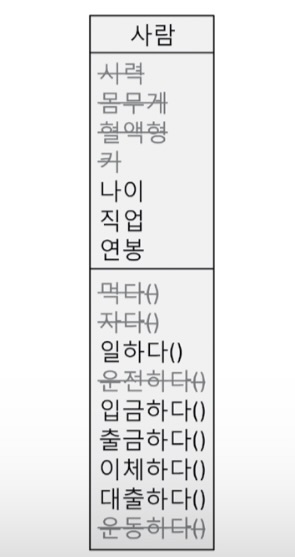 사람
시력
몸무게
혈액형
키
나이
직업
연봉
먹다()
자다()
일하다()
운전하다()
입금하다()
출금하다()
이체하다()
대출하다()
운동하다()